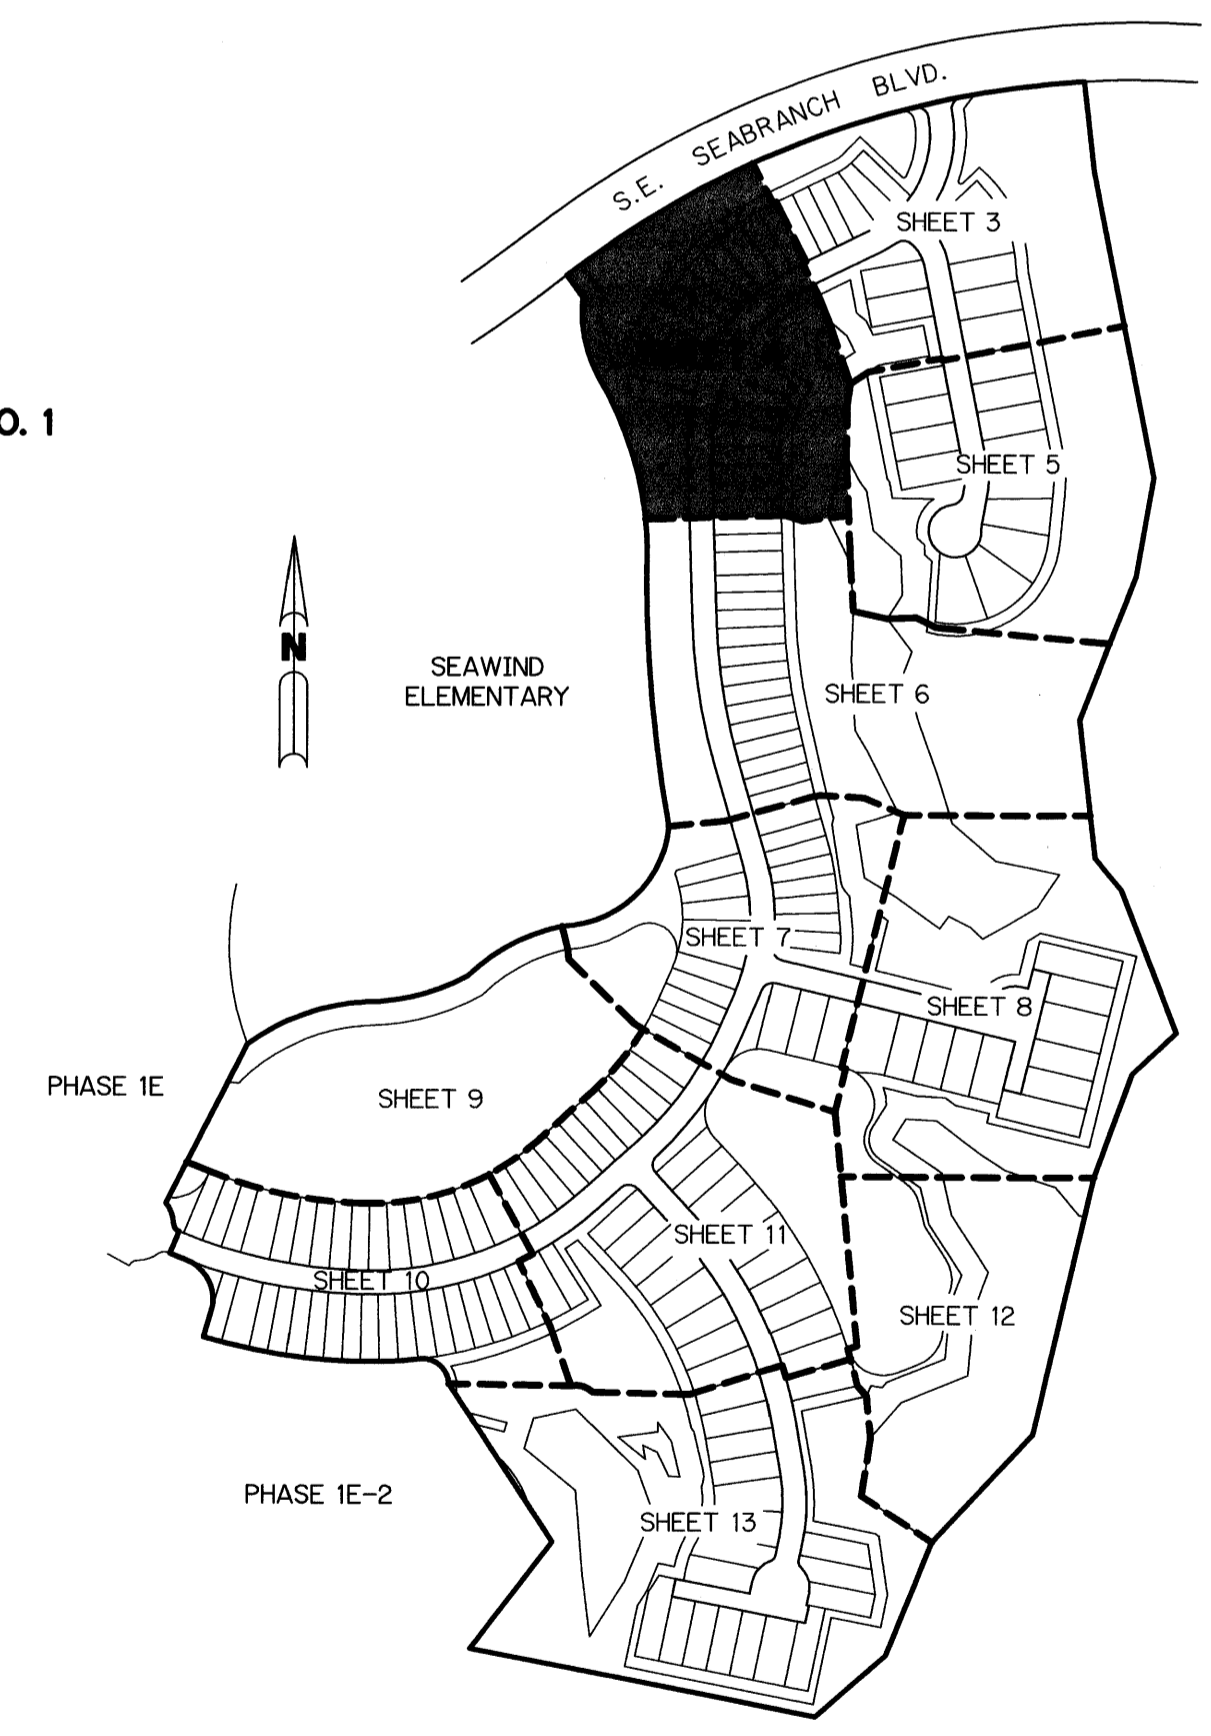 S.E. SEABRANCH BLVD.
SHEET 3
O. 1
SHEET 5
N
SEAWIND
ELEMENTARY
SHEET 6
SHEET 7
SHEET 8
PHASE 1E
SHEET 9
SHEET 11
SHEET 10
SHEET 12
PHASE 1E-2
SHEET 13